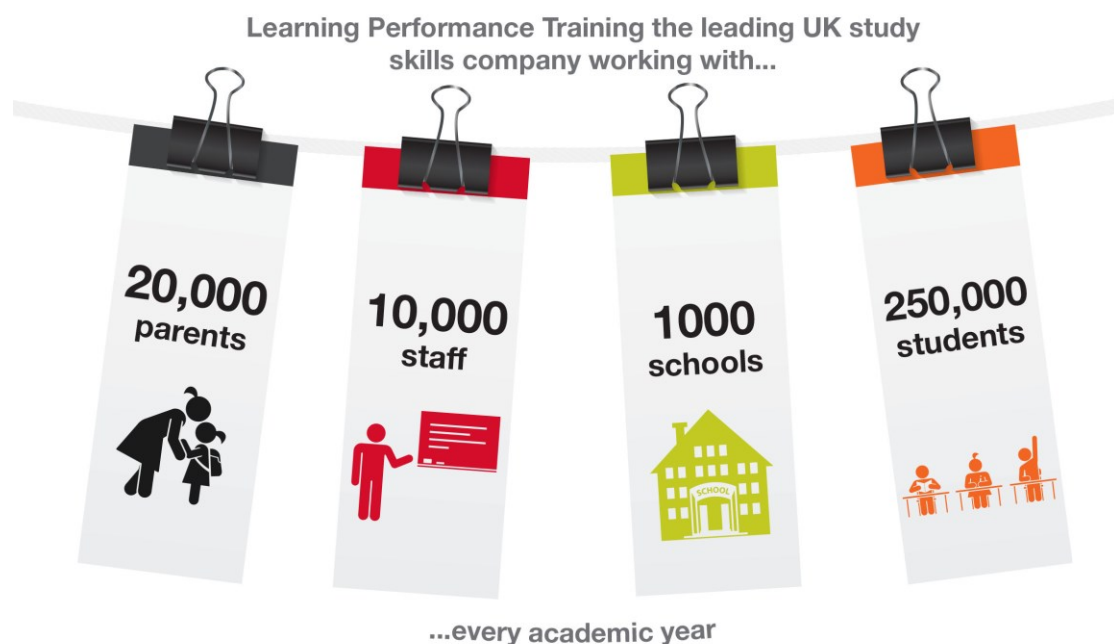 Learning Performance Training the leading UK study
skills company working with...
20,000
parents
10,000
staff
1000
schools
SCHOOL
250,000
students
...every academic year